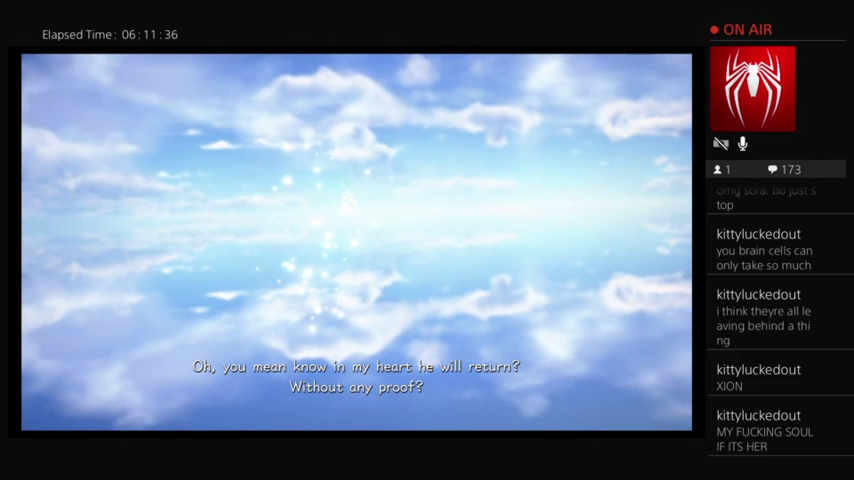 Elapsed Time: 06:11:36
ON AIR
1 173
omg sora. bb just s
top
kittyluckedout
you brain cells can
only take so much
kittyluckedout
i think theyre all le
aving behind a thi
ng
kittyluckedout
XION
kittyluckedout
MY FUCKING SOUL
IF ITS HER
Oh, you mean know in my heart he will return?
Without any proof?